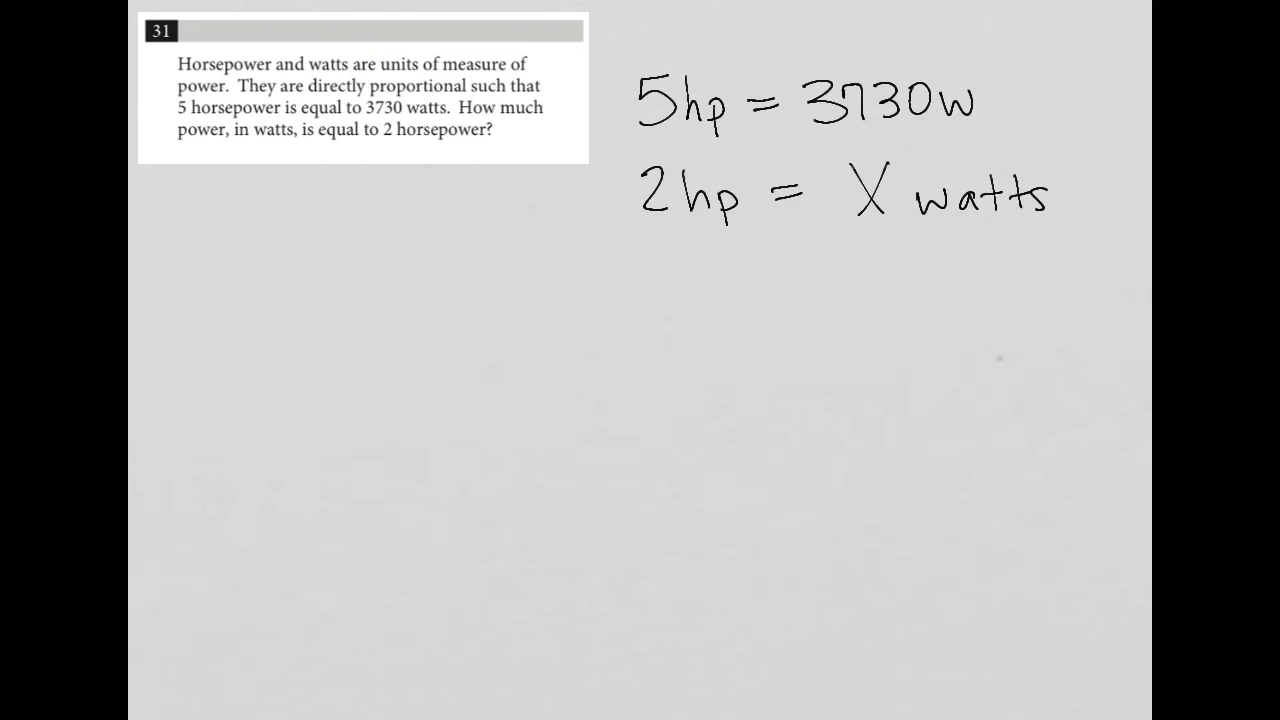 31
Horsepower and watts are units of measure of
power. They are directly proportional such that
5 horsepower is equal to 3730 watts. How much
power, in watts, is equal to 2 horsepower?
5hp = 3730w
2hp = X watts